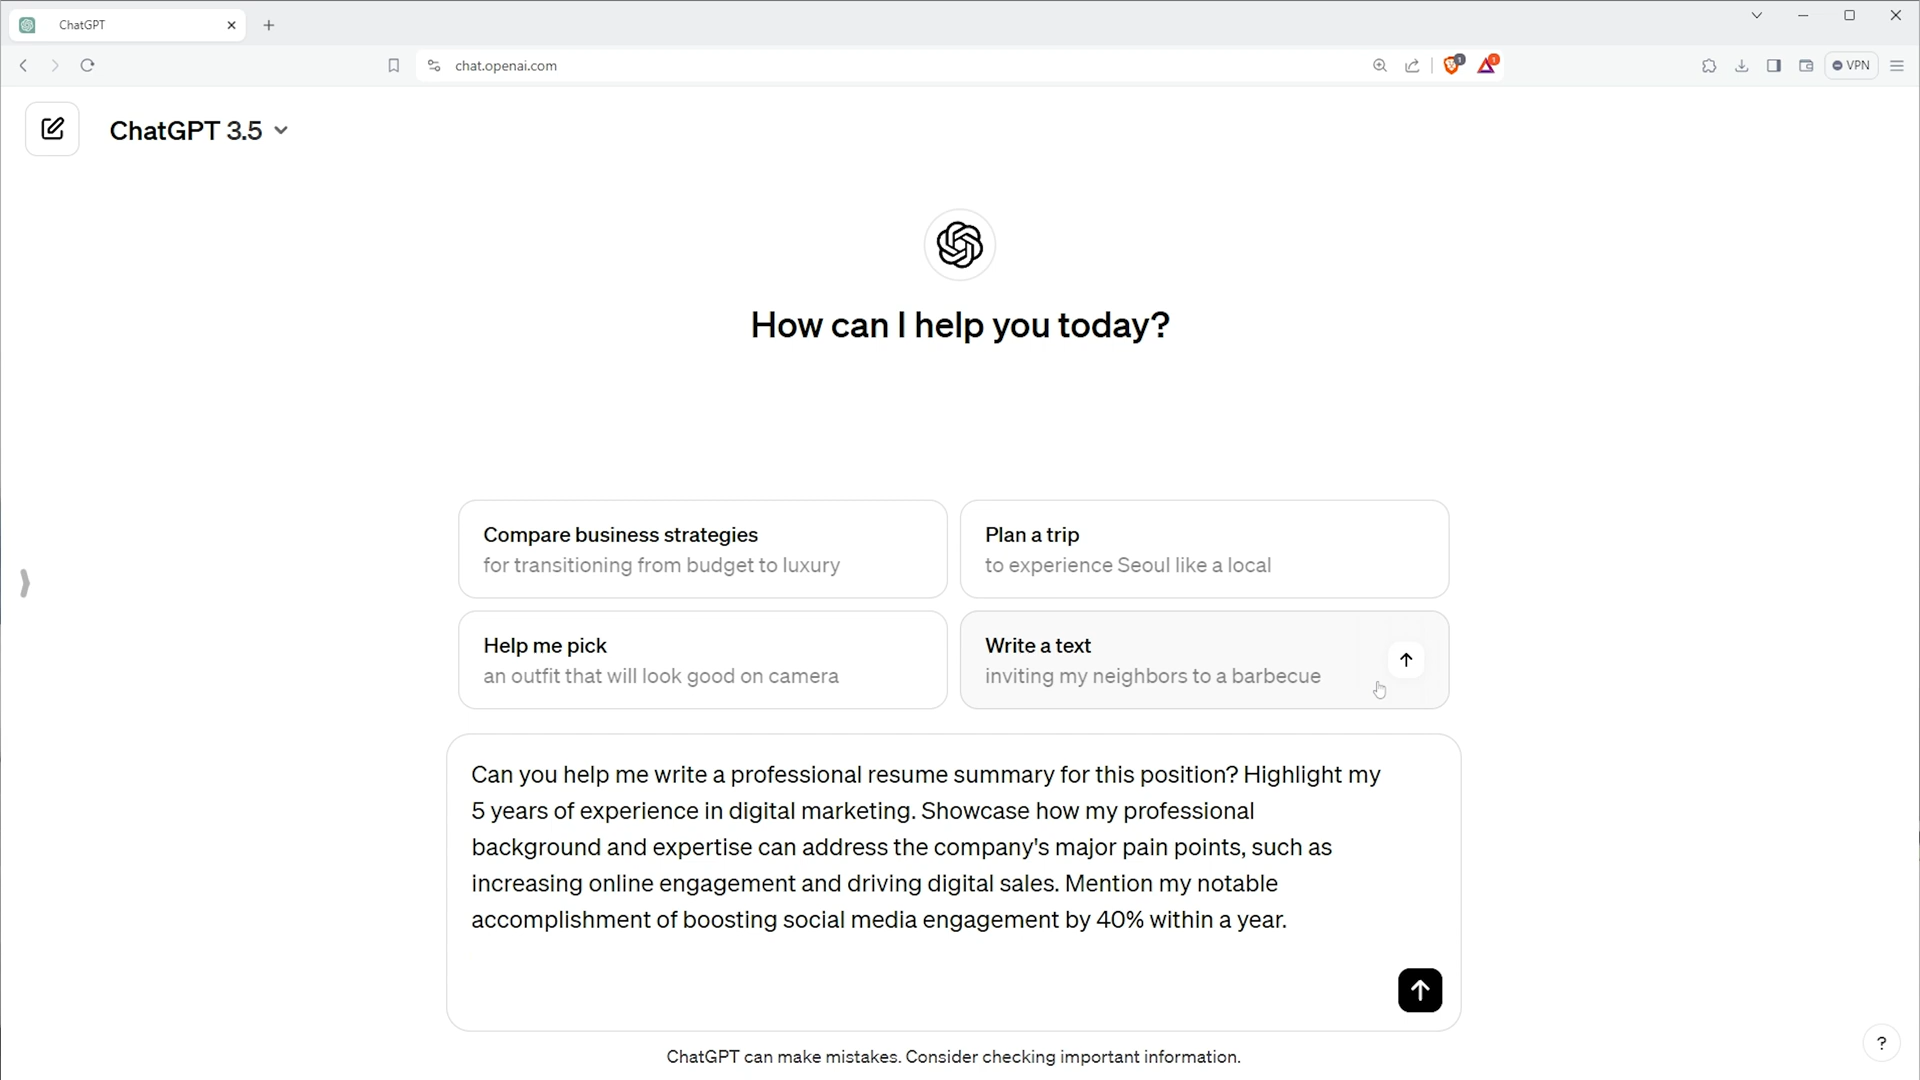 ChatGPT
chat.openai.com
1
1
VPN
ChatGPT 3.5
How can I help you today?
Compare business strategies
for transitioning from budget to luxury
Plan a trip
to experience Seoul like a local
Help me pick
an outfit that will look good on camera
Write a text
inviting my neighbors to a barbecue
Can you help me write a professional resume summary for this position? Highlight my
5 years of experience in digital marketing. Showcase how my professional
background and expertise can address the company's major pain points, such as
increasing online engagement and driving digital sales. Mention my notable
accomplishment of boosting social media engagement by 40% within a year.
ChatGPT can make mistakes. Consider checking important information.
?